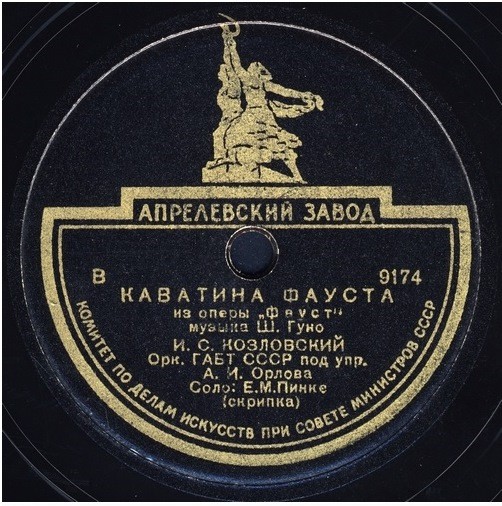 АПРЕЛЕВСКИЙ ЗАВОД
В 9174
КАВАТИНА ФАУСТА
из оперы „Фауст"
музыка Ш. Гуно
И. С. КОЗЛОВСКИЙ
Орк. ГАБТ СССР под упр.
А. И. Орлова
Соло: Е.М.Пинке
(скрипка)
КОМИТЕТ ПО ДЕЛАМ ИСКУССТВ ПРИ СОВЕТЕ МИНИСТРОВ СССР